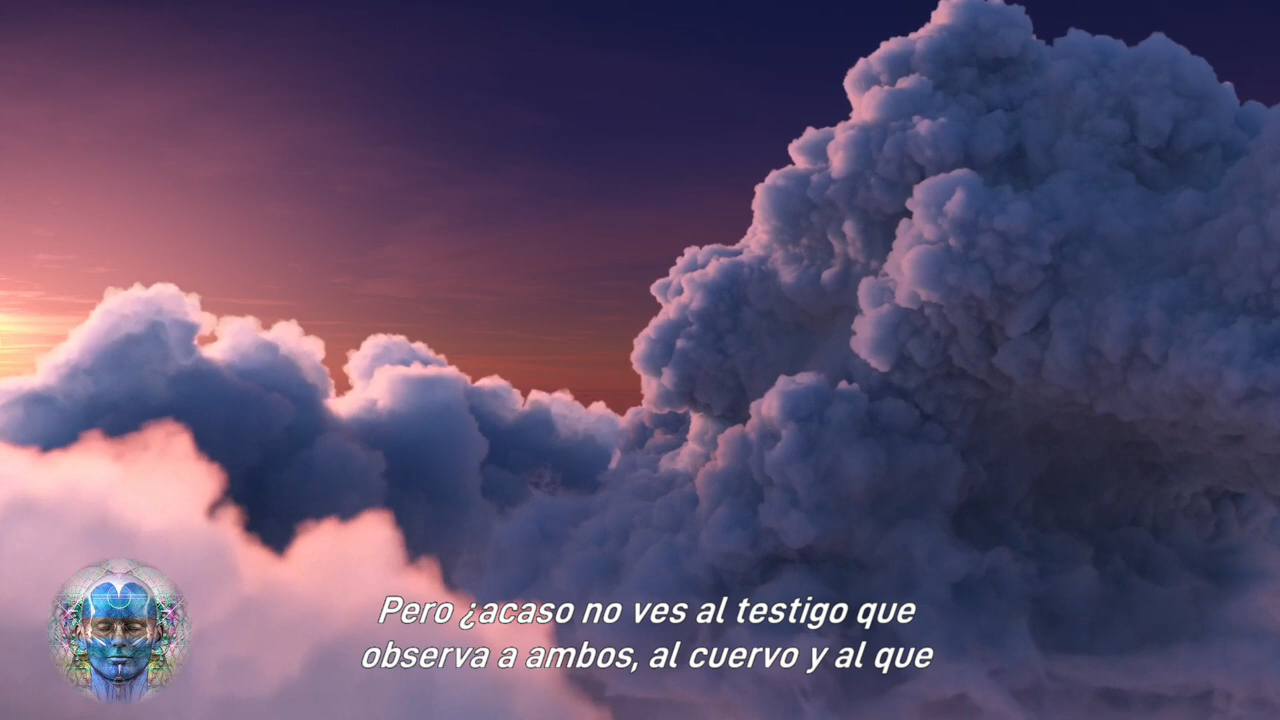 Pero ¿acaso no ves al testigo que
observa a ambos, al cuervo y al que